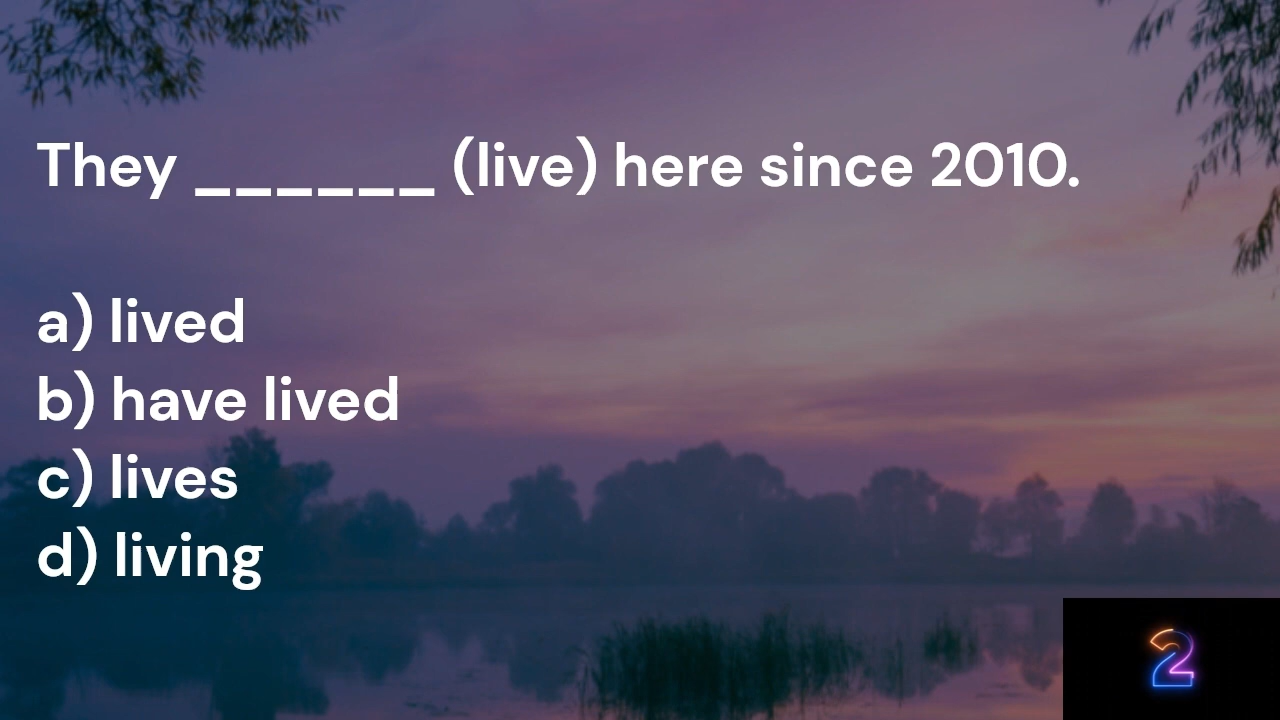 They ______ (live) here since 2010.
a) lived
b) have lived
c) lives
d) living
2